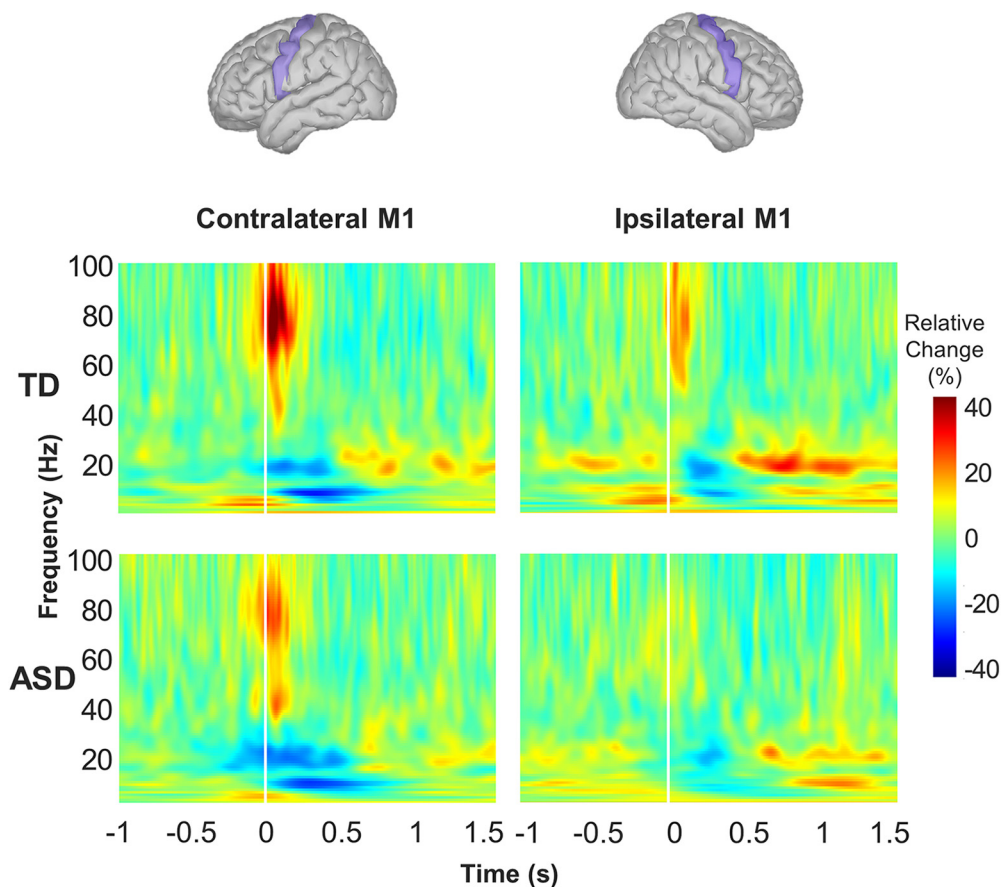 Contralateral M1
Ipsilateral M1
TD
ASD
Frequency (Hz)
100
80
60
40
20
100
80
60
40
20
-1 -0.5 0 0.5 1 1.5
-1 -0.5 0 0.5 1 1.5
Time (s)
Relative
Change
(%)
40
20
0
-20
-40